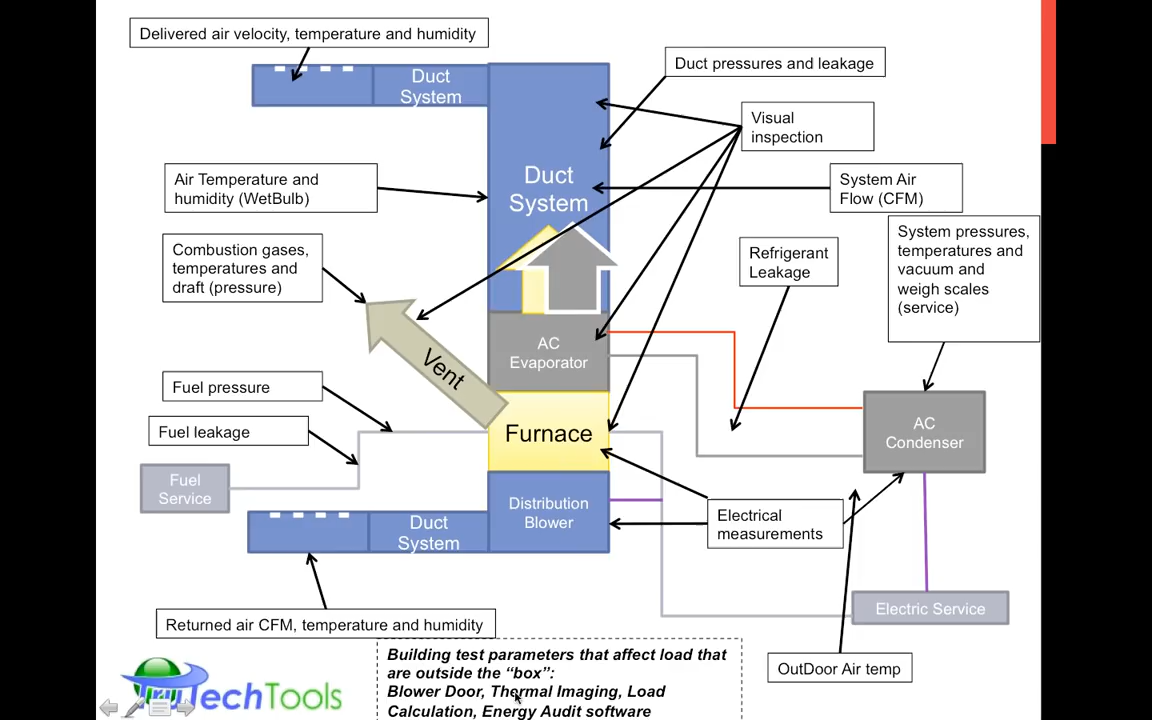 Delivered air velocity, temperature and humidity
Duct pressures and leakage
Duct
System
Visual
inspection
Air Temperature and
humidity (WetBulb)
Duct
System
System Air
Flow (CFM)
System pressures,
temperatures and
vacuum and
weigh scales
(service)
Combustion gases,
temperatures and
draft (pressure)
Refrigerant
Leakage
AC
Evaporator
Vent
Fuel pressure
Fuel leakage
Furnace
AC
Condenser
Fuel
Service
Distribution
Blower
Electrical
measurements
Duct
System
Electric Service
Returned air CFM, temperature and humidity
OutDoor Air temp
Building test parameters that affect load that
are outside the “box”:
Blower Door, Thermal Imaging, Load
Calculation, Energy Audit software
TruTechTools